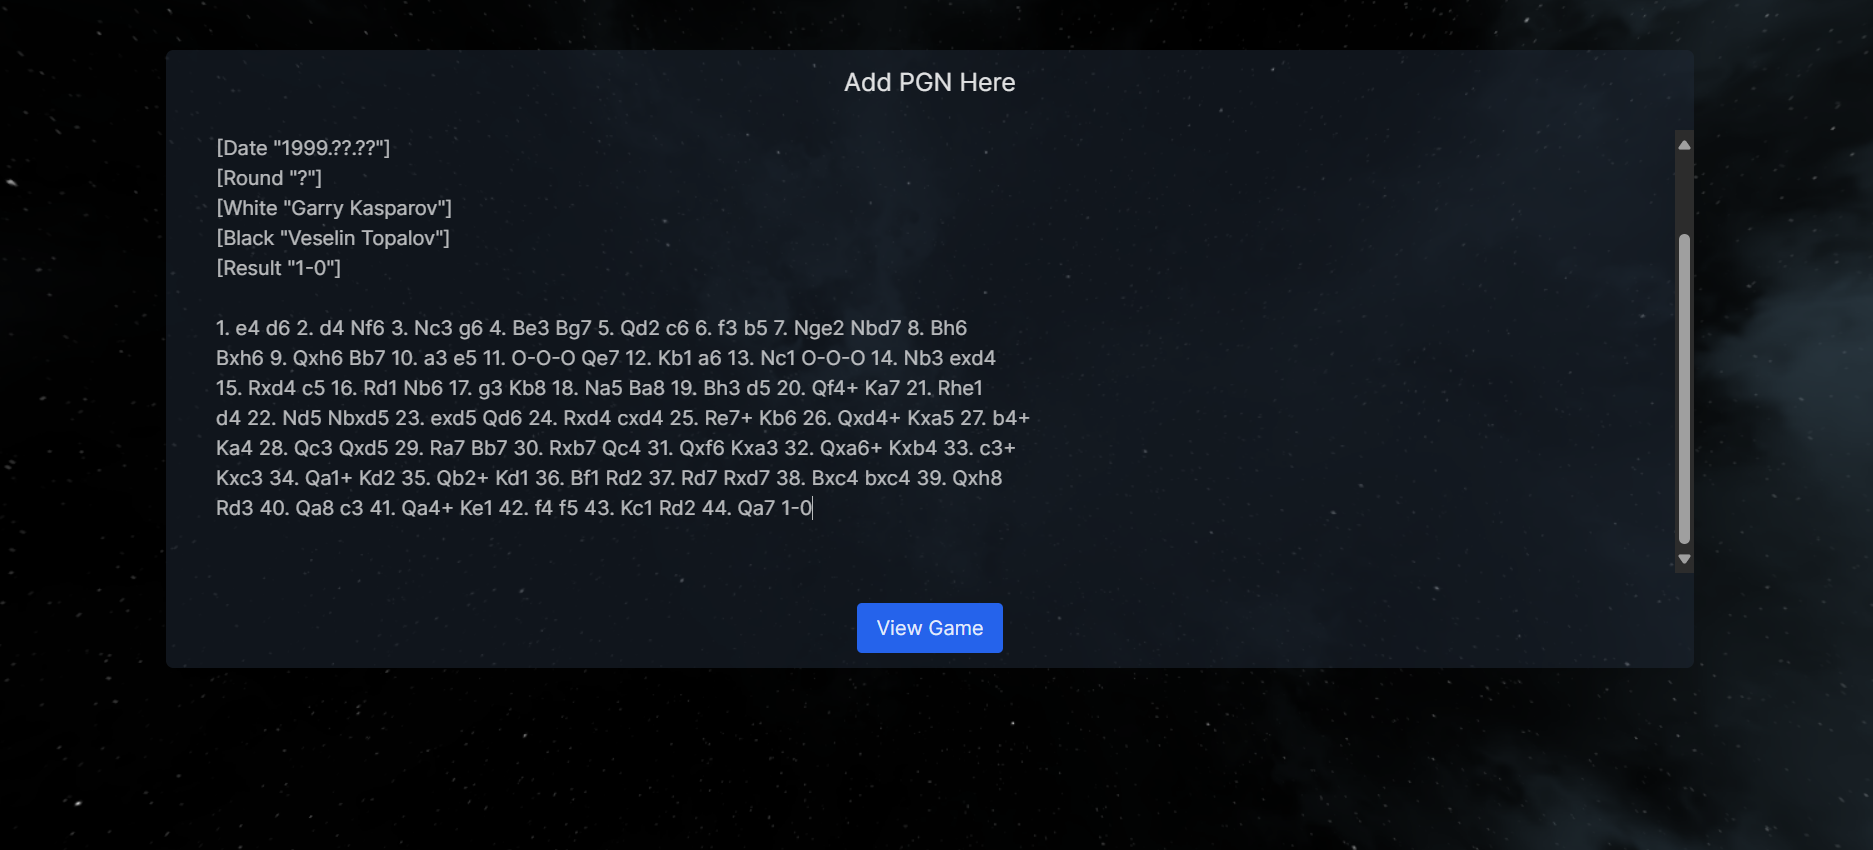 Add PGN Here
[Date "1999.??.??"]
[Round "?"]
[White "Garry Kasparov"]
[Black "Veselin Topalov"]
[Result "1-0"]
1. e4 d6 2. d4 Nf6 3. Nc3 g6 4. Be3 Bg7 5. Qd2 c6 6. f3 b5 7. Nge2 Nbd7 8. Bh6
Bxh6 9. Qxh6 Bb7 10. a3 e5 11. O-O-O Qe7 12. Kb1 a6 13. Nc1 O-O-O 14. Nb3 exd4
15. Rxd4 c5 16. Rd1 Nb6 17. g3 Kb8 18. Na5 Ba8 19. Bh3 d5 20. Qf4+ Ka7 21. Rhe1
d4 22. Nd5 Nbxd5 23. exd5 Qd6 24. Rxd4 cxd4 25. Re7+ Kb6 26. Qxd4+ Kxa5 27. b4+
Ka4 28. Qc3 Qxd5 29. Ra7 Bb7 30. Rxb7 Qc4 31. Qxf6 Kxa3 32. Qxa6+ Kxb4 33. c3+
Kxc3 34. Qa1+ Kd2 35. Qb2+ Kd1 36. Bf1 Rd2 37. Rd7 Rxd7 38. Bxc4 bxc4 39. Qxh8
Rd3 40. Qa8 c3 41. Qa4+ Ke1 42. f4 f5 43. Kc1 Rd2 44. Qa7 1-0
View Game